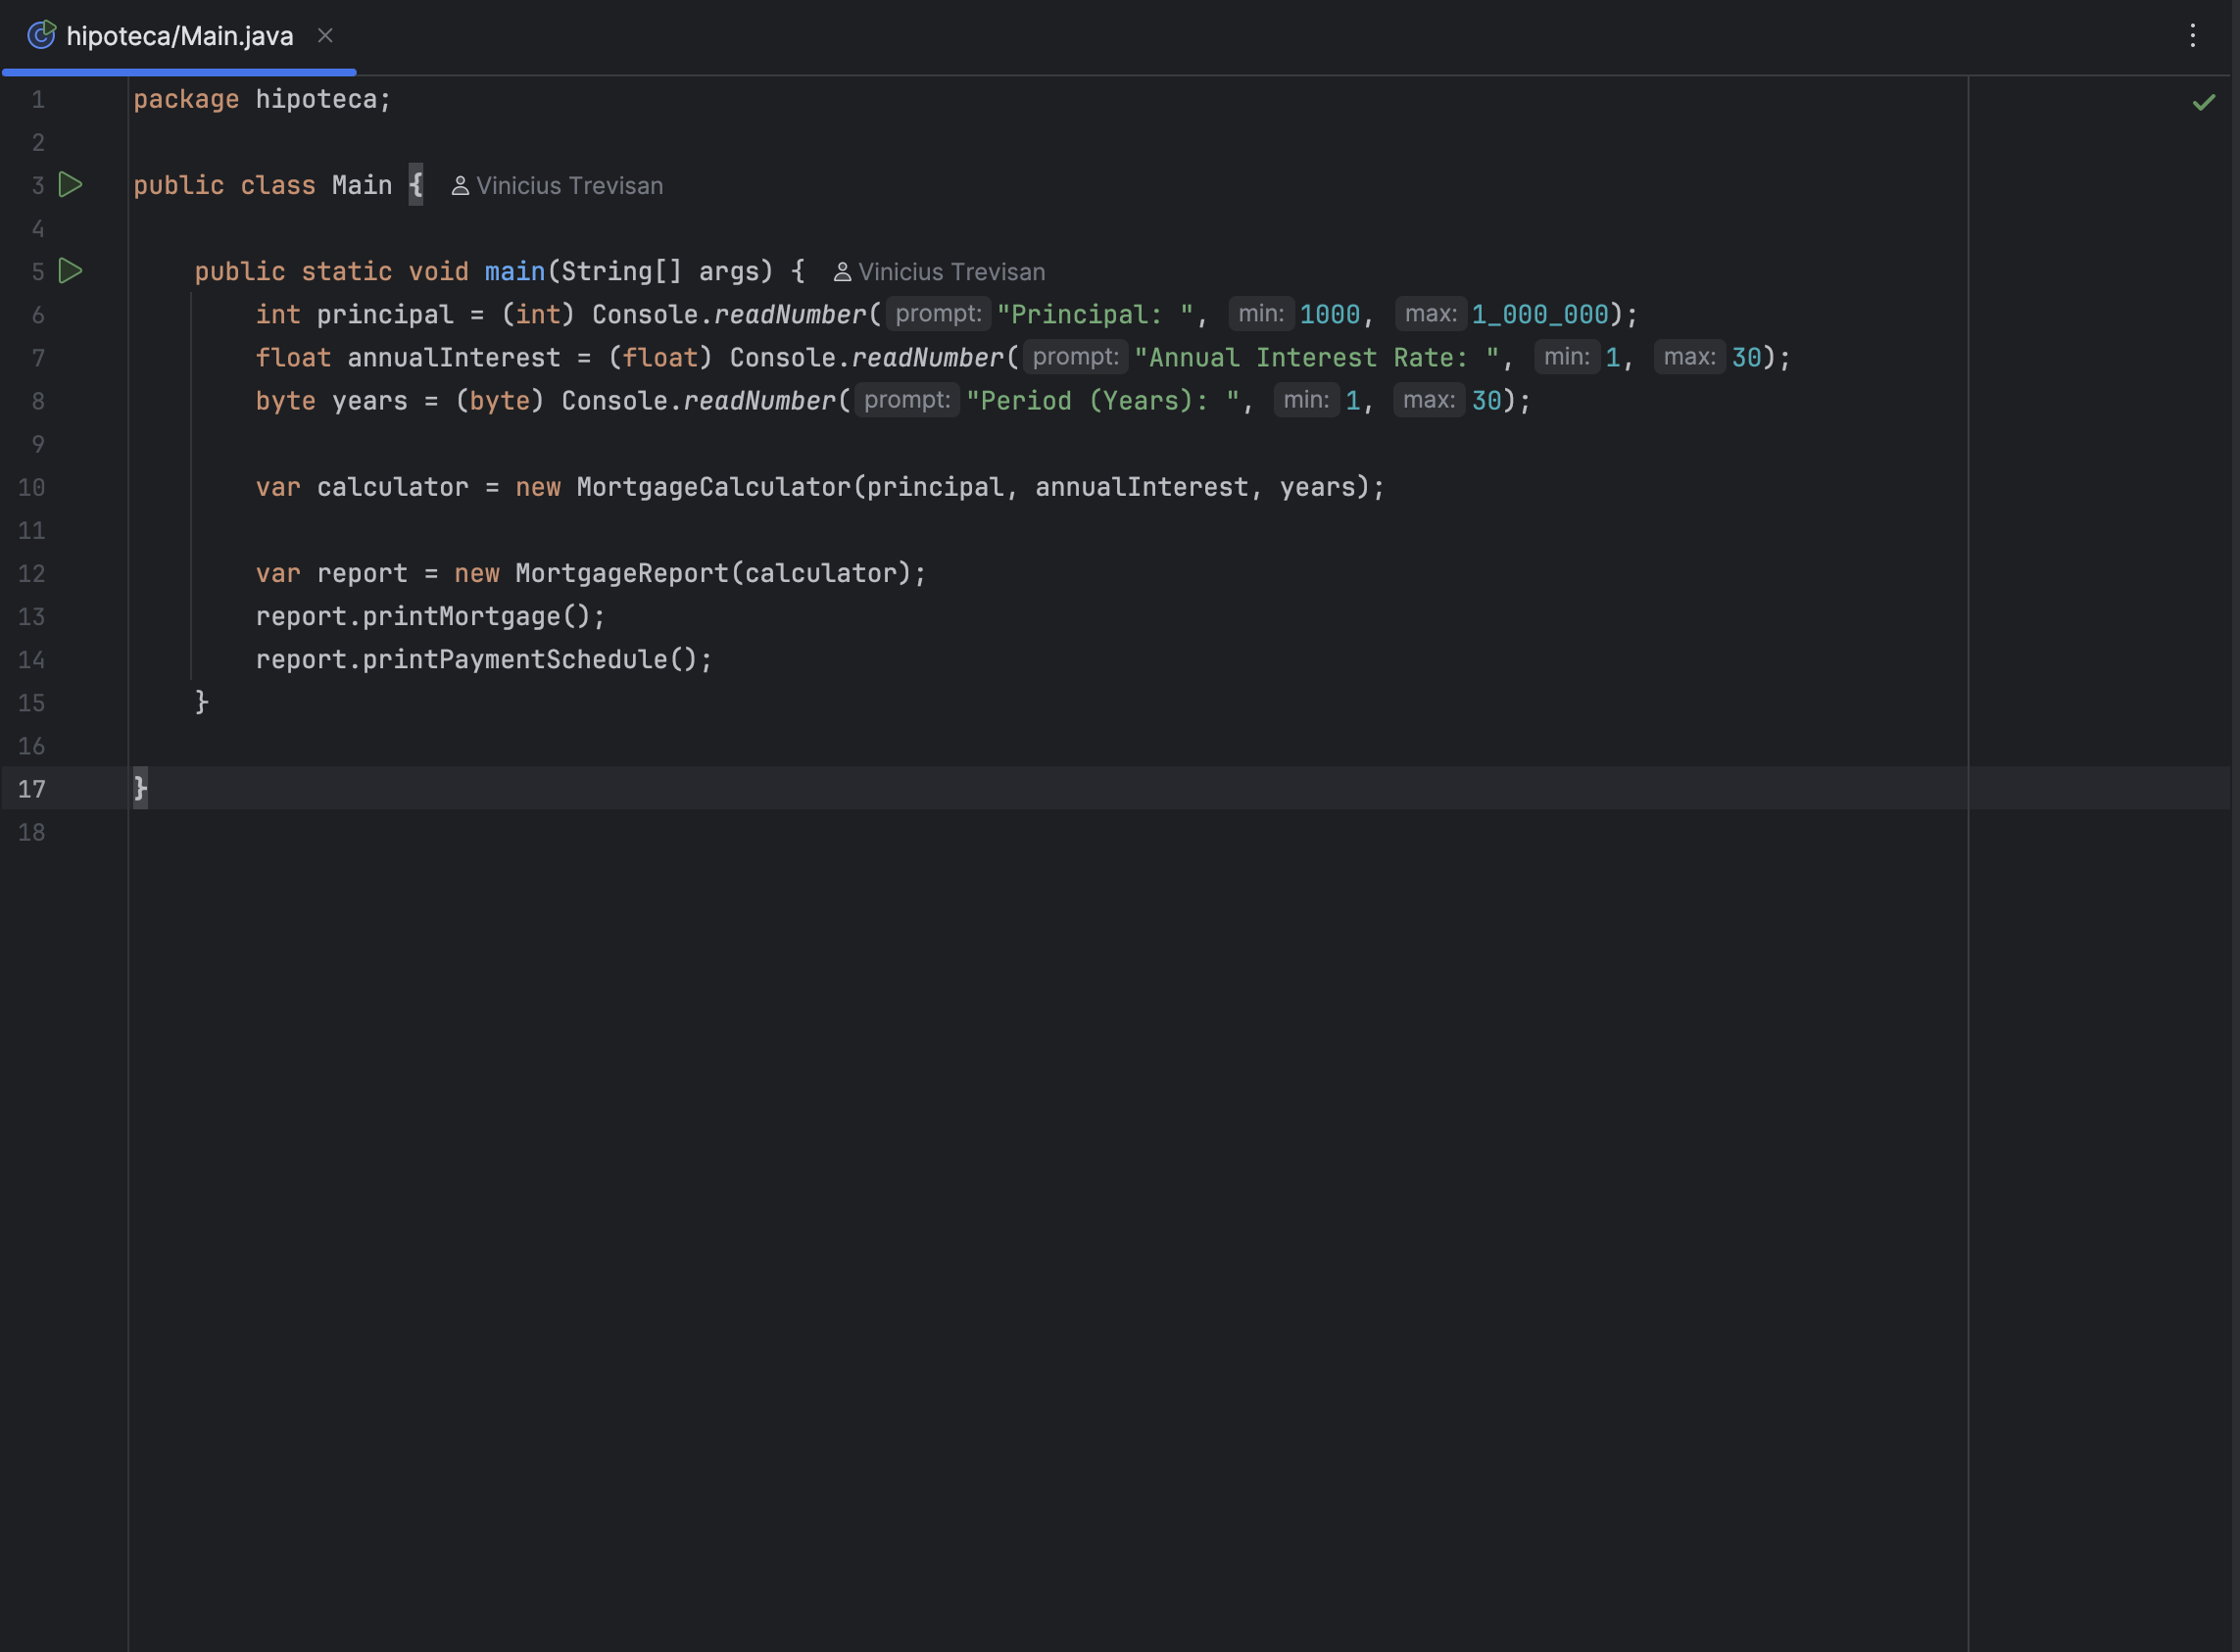 hipoteca/Main.java
1 package hipoteca;
2
3 public class Main { Vinicius Trevisan
4
5 public static void main(String[] args) { Vinicius Trevisan
6 int principal = (int) Console.readNumber( prompt: "Principal: ", min: 1000, max: 1_000_000);
7 float annualInterest = (float) Console.readNumber( prompt: "Annual Interest Rate: ", min: 1, max: 30);
8 byte years = (byte) Console.readNumber( prompt: "Period (Years): ", min: 1, max: 30);
9
10 var calculator = new MortgageCalculator(principal, annualInterest, years);
11
12 var report = new MortgageReport(calculator);
13 report.printMortgage();
14 report.printPaymentSchedule();
15 }
16
17 }
18